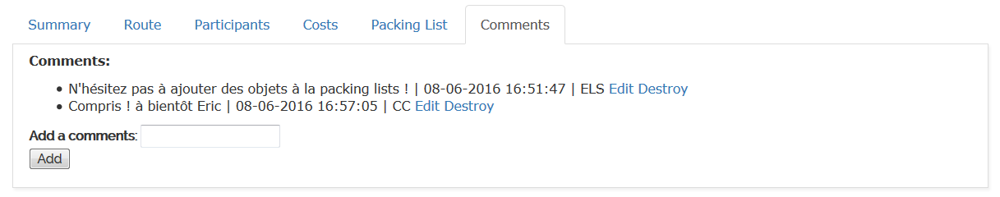 Summary Route Participants Costs Packing List Comments
Comments:
N'hésitez pas à ajouter des objets à la packing lists ! | 08-06-2016 16:51:47 | ELS Edit Destroy
Compris ! à bientôt Eric | 08-06-2016 16:57:05 | CC Edit Destroy
Add a comments:
Add